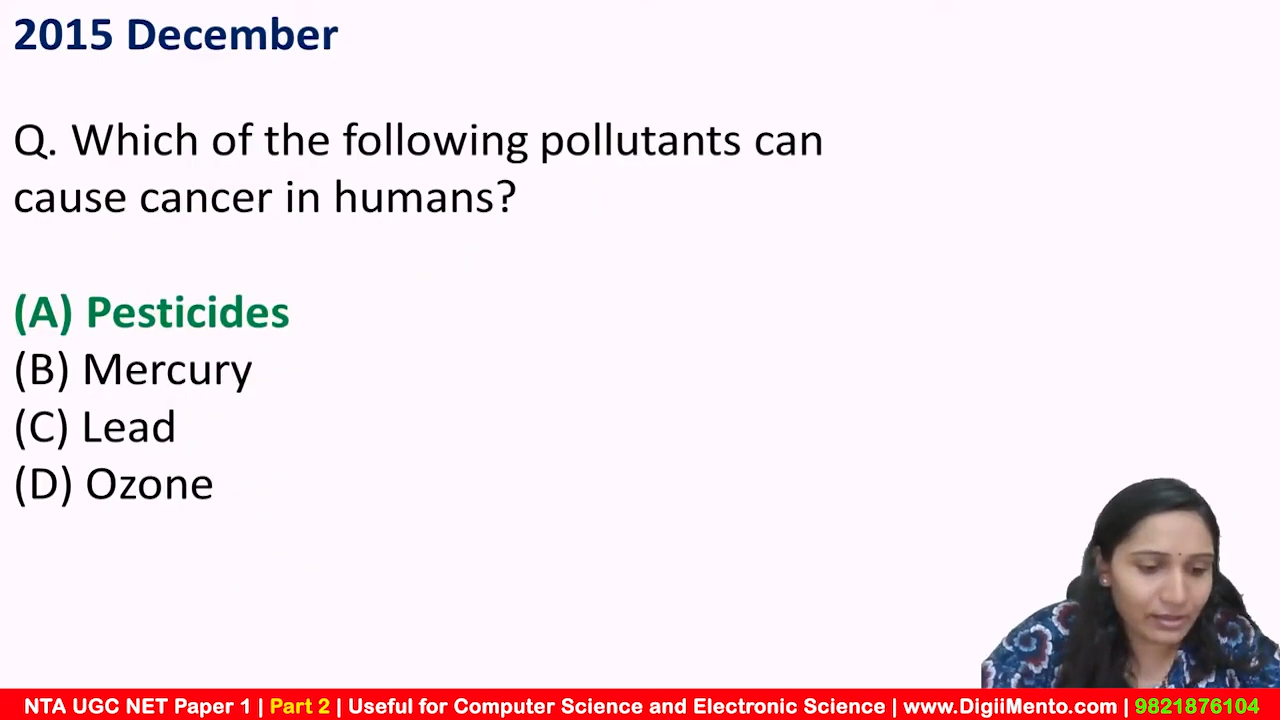 2015 December
Q. Which of the following pollutants can
cause cancer in humans?
(A) Pesticides
(B) Mercury
(C) Lead
(D) Ozone
NTA UGC NET Paper 1 | Part 2 | Useful for Computer Science and Electronic Science | www.DigiiMento.com | 9821876104